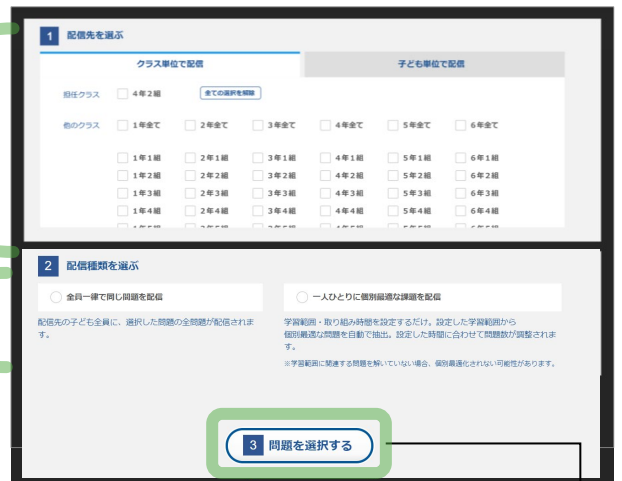 1 配信先を選ぶ
クラス単位で配信 子ども単位で配信
担任クラス 4年2組 全ての選択を解除
他のクラス 1年全て 2年全て 3年全て 4年全て 5年全て 6年全て
1年1組 2年1組 3年1組 4年1組 5年1組 6年1組
1年2組 2年2組 3年2組 4年2組 5年2組 6年2組
1年3組 2年3組 3年3組 4年3組 5年3組 6年3組
1年4組 2年4組 3年4組 4年4組 5年4組 6年4組
2 配信種類を選ぶ
全員一律で同じ問題を配信 一人ひとりに個別最適な課題を配信
配信先の子ども全員に、選択した問題の全問題が配信されま
す。
学習範囲・取り組み時間を設定するだけ。設定した学習範囲から
個別最適な問題を自動で抽出。設定した時間に合わせて問題数が調整されま
す。
※学習範囲に関連する問題を解いていない場合、個別最適化されない可能性があります。
3 問題を選択する